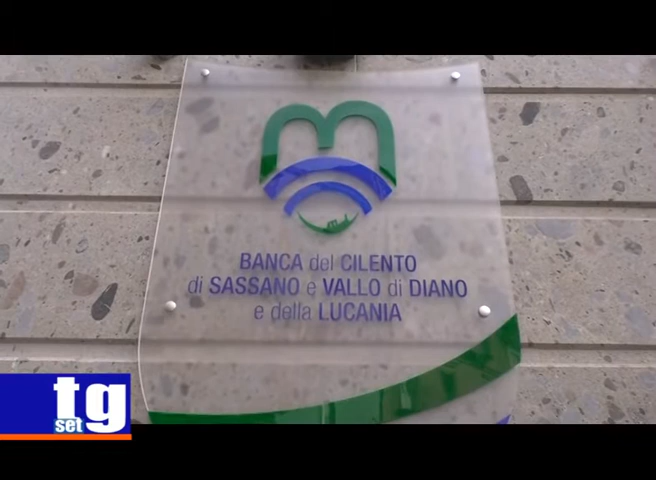 BANCA del CILENTO
di SASSANO e VALLO di DIANO
e della LUCANIA
tg
set